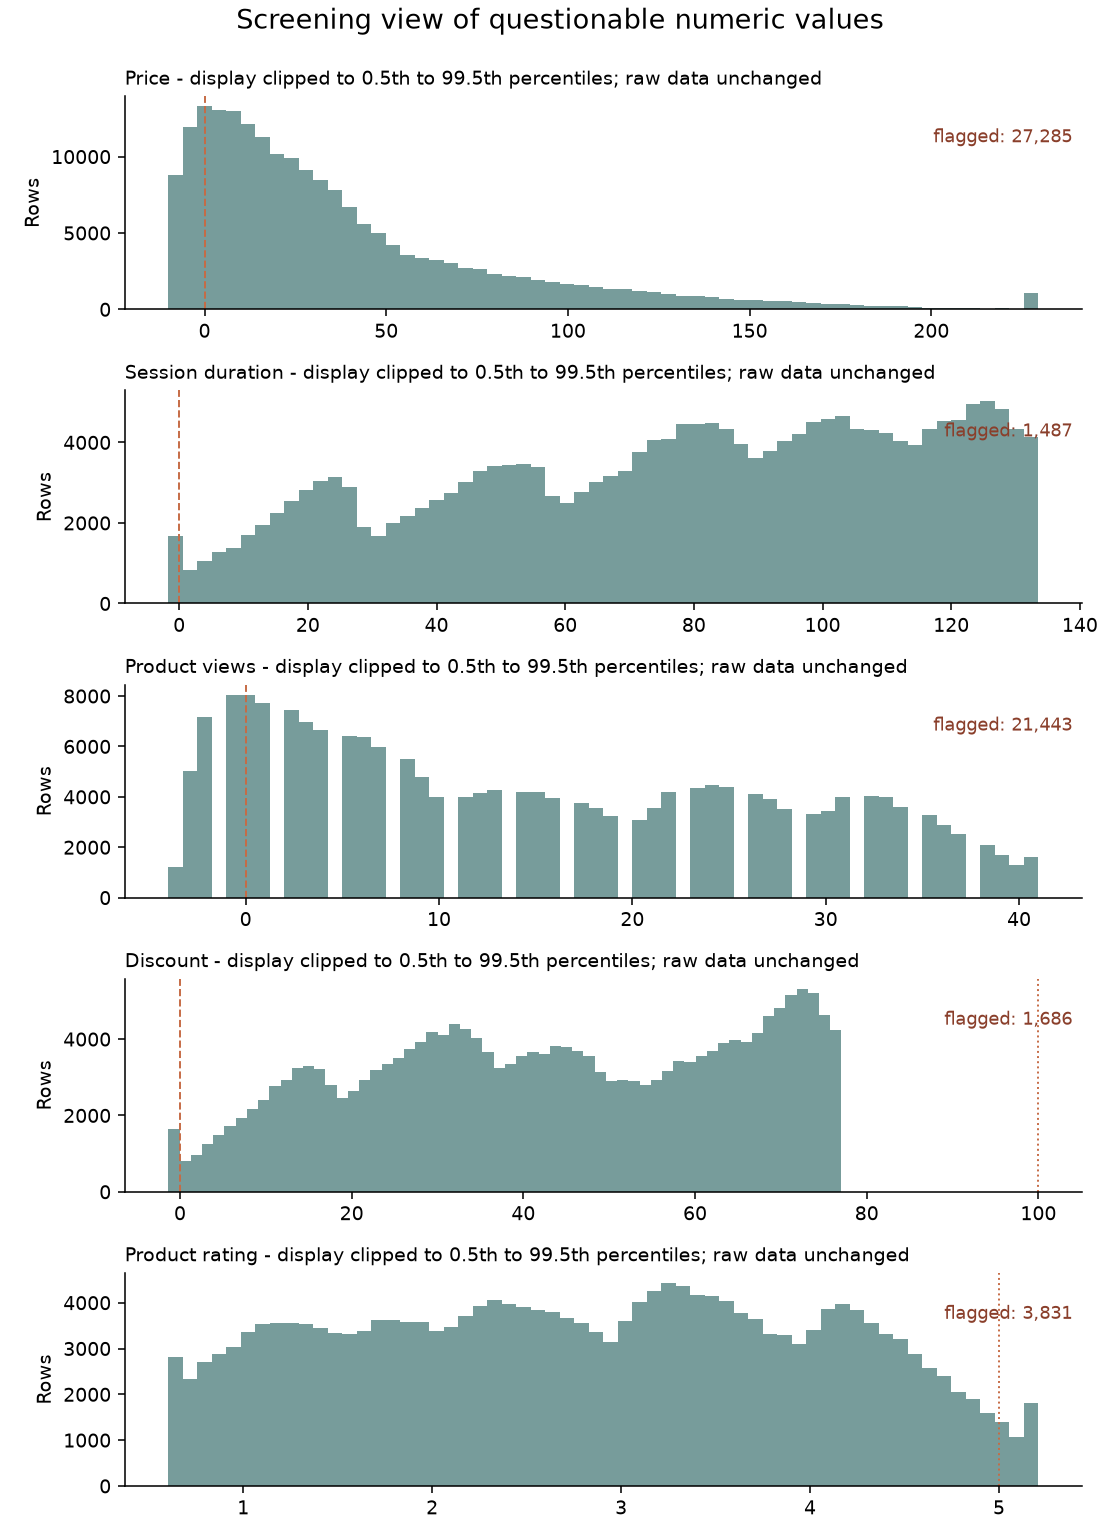 Screening view of questionable numeric values
Price - display clipped to 0.5th to 99.5th percentiles; raw data unchanged
flagged: 27,285
Rows
10000
5000
0
0 50 100 150 200
Session duration - display clipped to 0.5th to 99.5th percentiles; raw data unchanged
flagged: 1,487
Rows
4000
2000
0
0 20 40 60 80 100 120 140
Product views - display clipped to 0.5th to 99.5th percentiles; raw data unchanged
flagged: 21,443
Rows
8000
6000
4000
2000
0
0 10 20 30 40
Discount - display clipped to 0.5th to 99.5th percentiles; raw data unchanged
flagged: 1,686
Rows
4000
2000
0
0 20 40 60 80 100
Product rating - display clipped to 0.5th to 99.5th percentiles; raw data unchanged
flagged: 3,831
Rows
4000
3000
2000
1000
0
1 2 3 4 5